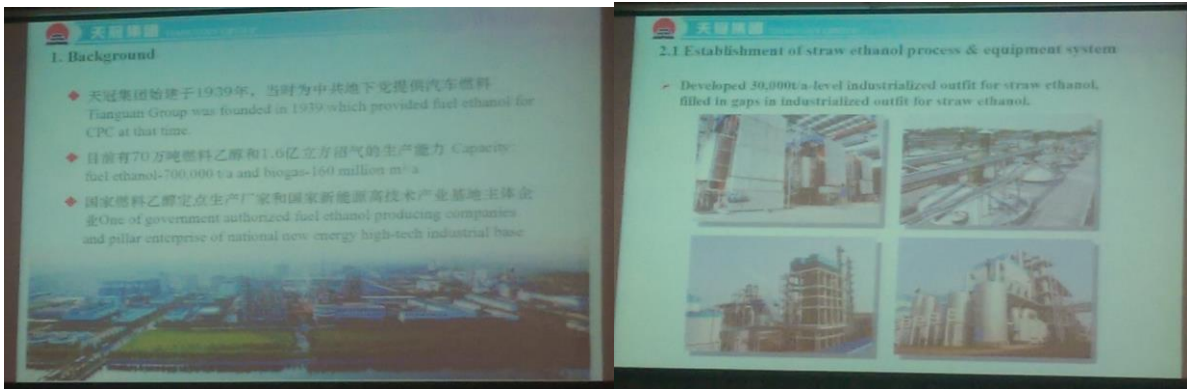 天冠集团
1. Background
天冠集团始建于1939年，当时为中共地下党提供汽车燃料
Tianguan Group was founded in 1939 which provided fuel ethanol for
CPC at that time.
目前有70万吨燃料乙醇和1.6亿立方沼气的生产能力 Capacity:
fuel ethanol-700,000 t/a and biogas-160 million m³/a
国家燃料乙醇定点生产厂家和国家新能源高技术产业基地主体企
业One of government authorized fuel ethanol producing companies
and pillar enterprise of national new energy high-tech industrial base
天冠集团
2.1 Establishment of straw ethanol process & equipment system
Developed 30,000t/a-level industrialized outfit for straw ethanol,
filled in gaps in industrialized outfit for straw ethanol.